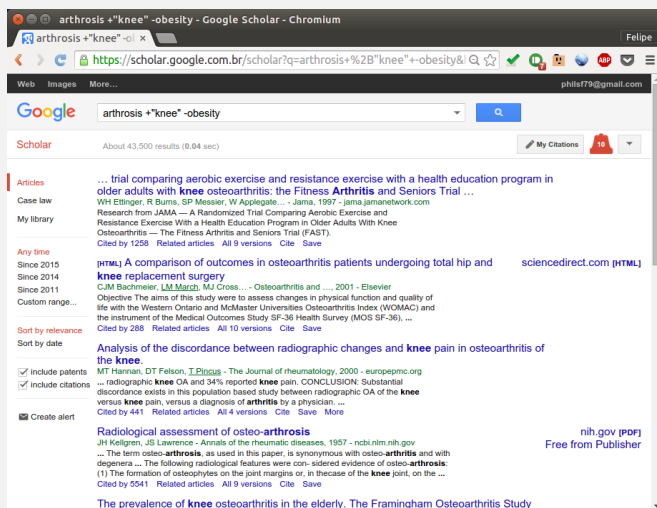 arthrosis +"knee" -obesity - Google Scholar - Chromium
arthrosis +"knee" -ob
Felipe
https://scholar.google.com.br/scholar?q=arthrosis+%2B"knee"+-obesity&
ABP
Web Images More...
philsf79@gmail.com
Google
arthrosis +"knee" -obesity
Scholar
About 43,500 results (0.04 sec)
My Citations
10
Articles
Case law
My library
Any time
Since 2015
Since 2014
Since 2011
Custom range...
Sort by relevance
Sort by date
include patents
include citations
Create alert
... trial comparing aerobic exercise and resistance exercise with a health education program in
older adults with knee osteoarthritis: the Fitness Arthritis and Seniors Trial ...
WH Ettinger, R Burns, SP Messier, W Applegate... - Jama, 1997 - jama.jamanetwork.com
Research from JAMA — A Randomized Trial Comparing Aerobic Exercise and
Resistance Exercise With a Health Education Program in Older Adults With Knee
Osteoarthritis — The Fitness Arthritis and Seniors Trial (FAST).
Cited by 1258 Related articles All 9 versions Cite Save
[HTML] A comparison of outcomes in osteoarthritis patients undergoing total hip and
knee replacement surgery
sciencedirect.com [HTML]
CJM Bachmeier, LM March, MJ Cross... - Osteoarthritis and ..., 2001 - Elsevier
Objective The aims of this study were to assess changes in physical function and quality of
life with the Western Ontario and McMaster Universities Osteoarthritis Index (WOMAC) and
the instrument of the Medical Outcomes Study SF-36 Health Survey (MOS SF-36), ...
Cited by 288 Related articles All 10 versions Cite Save
Analysis of the discordance between radiographic changes and knee pain in osteoarthritis of
the knee.
MT Hannan, DT Felson, T Pincus - The Journal of rheumatology, 2000 - europepmc.org
... radiographic knee OA and 34% reported knee pain. CONCLUSION: Substantial
discordance exists in this population based study between radiographic OA of the knee
versus knee pain, versus a diagnosis of arthritis by a physician. ...
Cited by 441 Related articles All 4 versions Cite Save More
Radiological assessment of osteo-arthrosis
nih.gov [PDF]
Free from Publisher
JH Kellgren, JS Lawrence - Annals of the rheumatic diseases, 1957 - ncbi.nlm.nih.gov
... The term osteo-arthrosis, as used in this paper, is synonymous with osteo-arthritis and with
degenera ... The following radiological features were con- sidered evidence of osteo-arthrosis:
(1) The formation of osteophytes on the joint margins or, in thecase of the knee joint, on the ...
Cited by 5541 Related articles All 9 versions Cite Save
The prevalence of knee osteoarthritis in the elderly. The Framingham Osteoarthritis Study